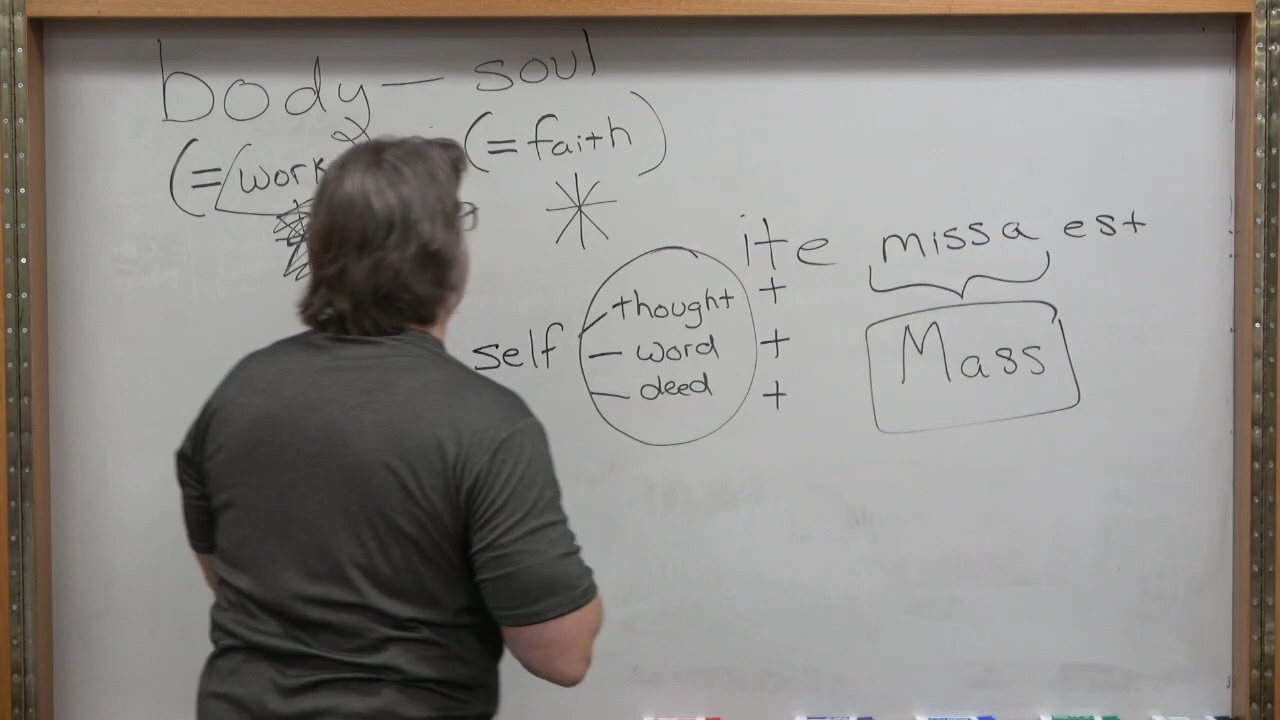 body — soul
(= work
(= faith)
ite missa est
thought +
self — word +
deed +
Mass